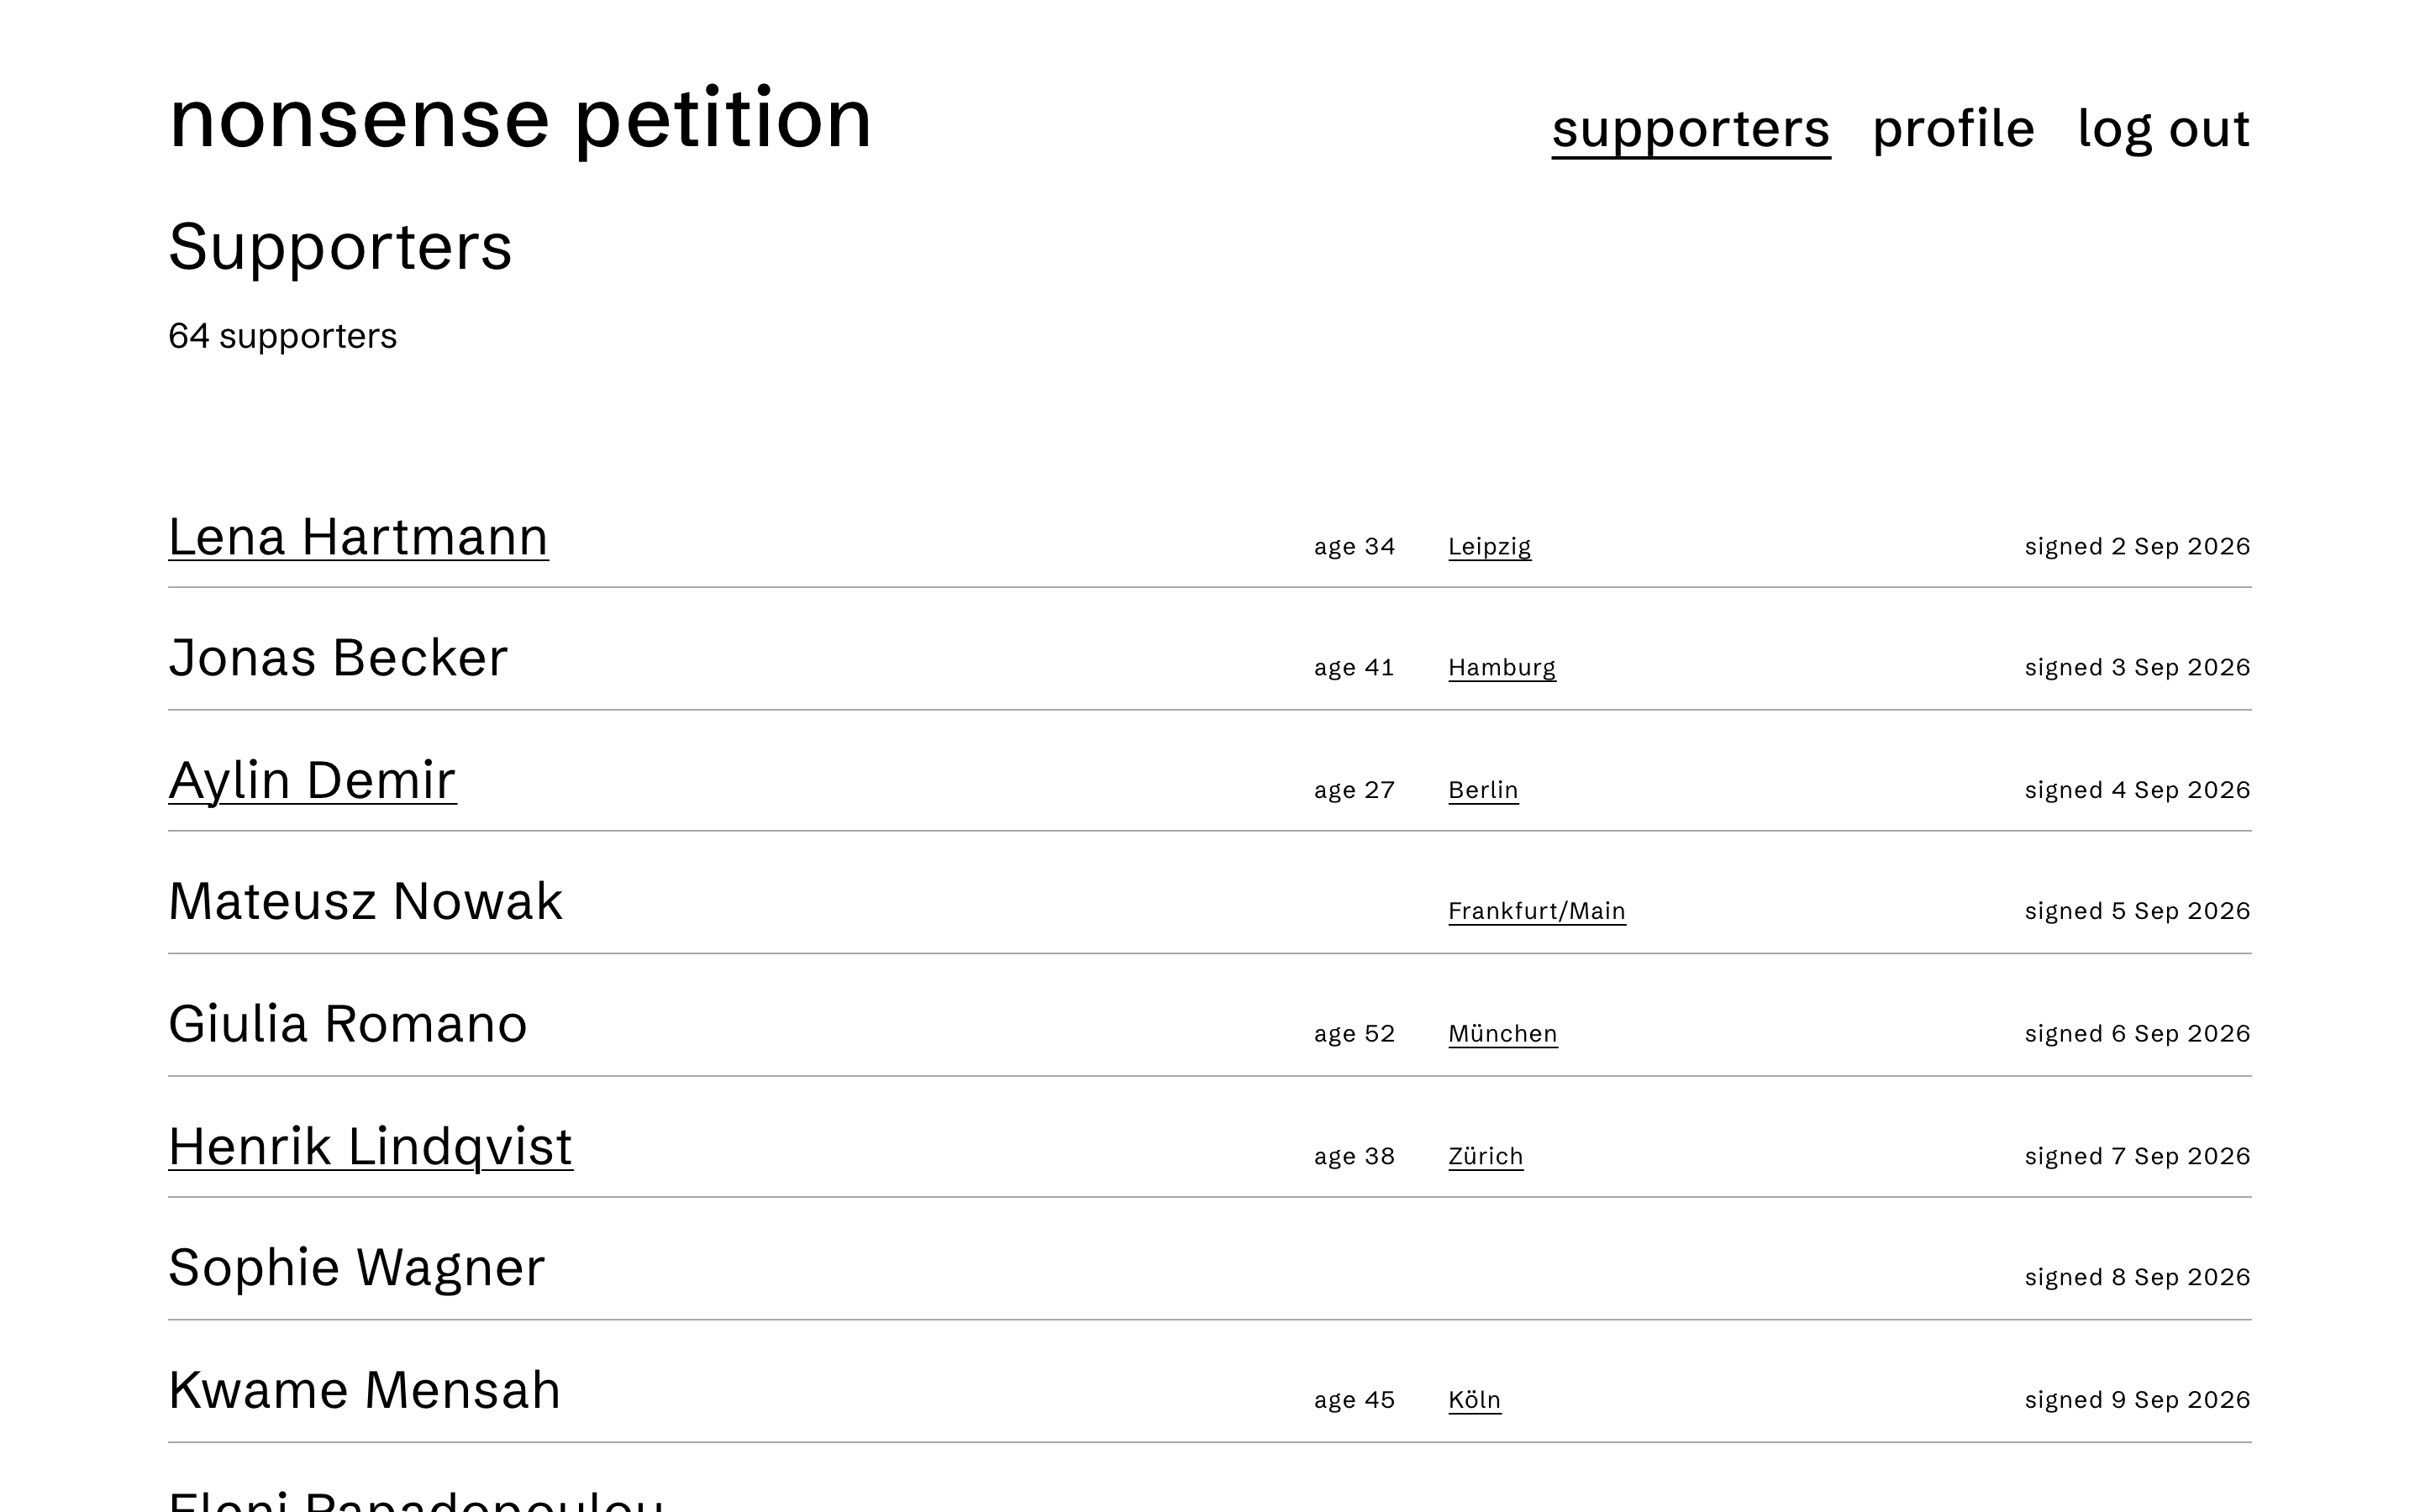 nonsense petition
supporters profile log out
Supporters
64 supporters
Lena Hartmann age 34 Leipzig signed 2 Sep 2026
Jonas Becker age 41 Hamburg signed 3 Sep 2026
Aylin Demir age 27 Berlin signed 4 Sep 2026
Mateusz Nowak Frankfurt/Main signed 5 Sep 2026
Giulia Romano age 52 München signed 6 Sep 2026
Henrik Lindqvist age 38 Zürich signed 7 Sep 2026
Sophie Wagner signed 8 Sep 2026
Kwame Mensah age 45 Köln signed 9 Sep 2026
Eleni Papadopoulou